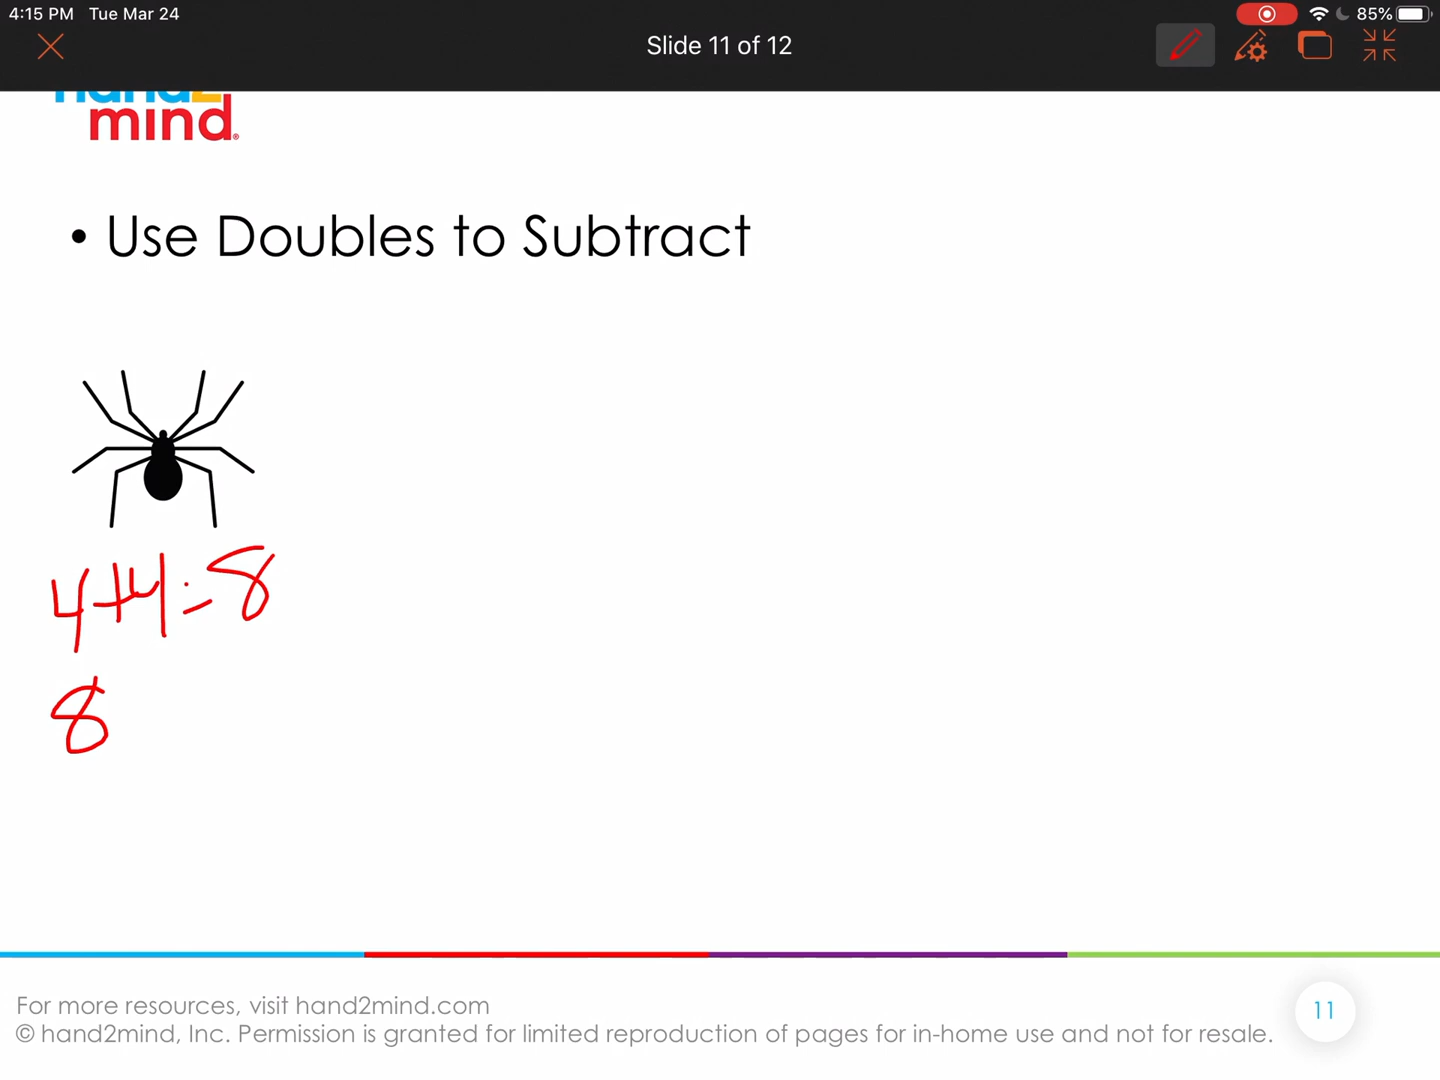 4:15 PM Tue Mar 24
85%
Slide 11 of 12
hand2
mind®
• Use Doubles to Subtract
4+4=8
8
For more resources, visit hand2mind.com
© hand2mind, Inc. Permission is granted for limited reproduction of pages for in-home use and not for resale.
11